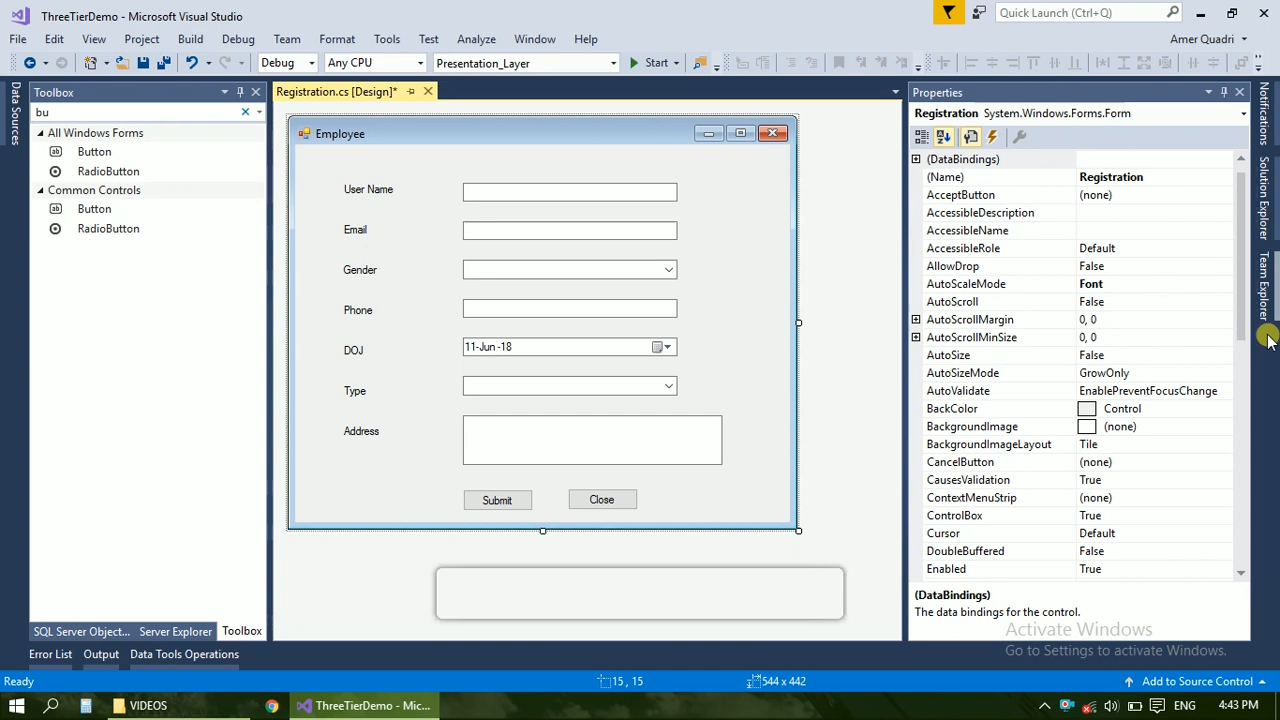 ThreeTierDemo - Microsoft Visual Studio
Quick Launch (Ctrl+Q)
File Edit View Project Build Debug Team Format Tools Test Analyze Window Help
Amer Quadri
Debug Any CPU Presentation_Layer Start
Data Sources
Toolbox
bu
All Windows Forms
Button
RadioButton
Common Controls
Button
RadioButton
SQL Server Object... Server Explorer Toolbox
Registration.cs [Design]*
Employee
User Name
Email
Gender
Phone
DOJ 11-Jun -18
Type
Address
Submit Close
Properties
Registration System.Windows.Forms.Form
(DataBindings)
(Name) Registration
AcceptButton (none)
AccessibleDescription
AccessibleName
AccessibleRole Default
AllowDrop False
AutoScaleMode Font
AutoScroll False
AutoScrollMargin 0, 0
AutoScrollMinSize 0, 0
AutoSize False
AutoSizeMode GrowOnly
AutoValidate EnablePreventFocusChange
BackColor Control
BackgroundImage (none)
BackgroundImageLayout Tile
CancelButton (none)
CausesValidation True
ContextMenuStrip (none)
ControlBox True
Cursor Default
DoubleBuffered False
Enabled True
(DataBindings)
The data bindings for the control.
Activate Windows
Go to Settings to activate Windows.
Notifications
Solution Explorer
Team Explorer
Error List Output Data Tools Operations
Ready 15 , 15 544 x 442 Add to Source Control
VIDEOS ThreeTierDemo - Mic... ENG 4:43 PM